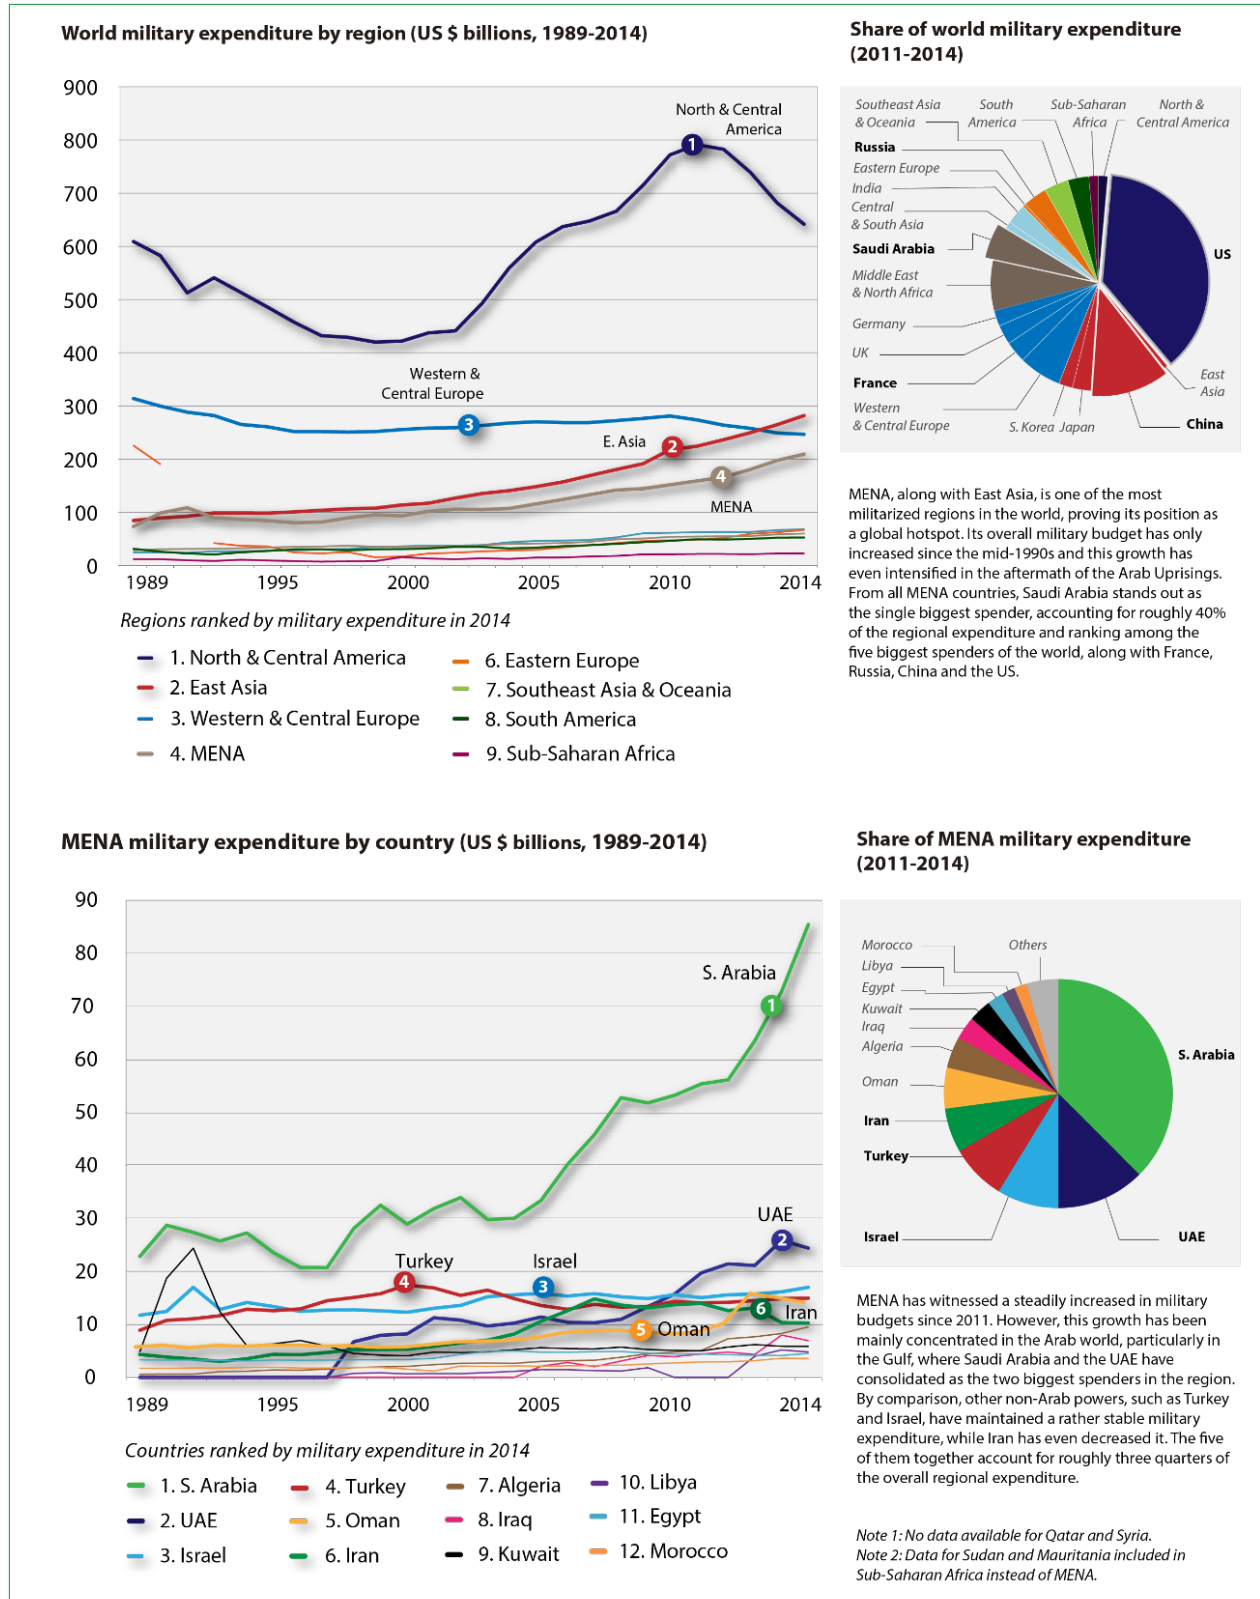 World military expenditure by region (US $ billions, 1989-2014)
900
800
700
600
500
400
300
200
100
0
North & Central
America
1
Western &
Central Europe
3
E. Asia
2
4
MENA
1989
1995
2000
2005
2010
2014
Regions ranked by military expenditure in 2014
1. North & Central America
2. East Asia
3. Western & Central Europe
4. MENA
6. Eastern Europe
7. Southeast Asia & Oceania
8. South America
9. Sub-Saharan Africa
Share of world military expenditure
(2011-2014)
Southeast Asia
& Oceania
South
America
Sub-Saharan
Africa
North &
Central America
Russia
Eastern Europe
India
Central
& South Asia
Saudi Arabia
Middle East
& North Africa
Germany
UK
France
Western
& Central Europe
S. Korea
Japan
China
East
Asia
US
MENA, along with East Asia, is one of the most
militarized regions in the world, proving its position as
a global hotspot. Its overall military budget has only
increased since the mid-1990s and this growth has
even intensified in the aftermath of the Arab Uprisings.
From all MENA countries, Saudi Arabia stands out as
the single biggest spender, accounting for roughly 40%
of the regional expenditure and ranking among the
five biggest spenders of the world, along with France,
Russia, China and the US.
MENA military expenditure by country (US $ billions, 1989-2014)
90
80
70
60
50
40
30
20
10
0
S. Arabia
1
UAE
2
Turkey
4
Israel
3
6
Iran
5
Oman
1989
1995
2000
2005
2010
2014
Countries ranked by military expenditure in 2014
1. S. Arabia
2. UAE
3. Israel
4. Turkey
5. Oman
6. Iran
7. Algeria
8. Iraq
9. Kuwait
10. Libya
11. Egypt
12. Morocco
Share of MENA military expenditure
(2011-2014)
Morocco
Others
Libya
Egypt
Kuwait
Iraq
Algeria
Oman
Iran
Turkey
Israel
UAE
S. Arabia
MENA has witnessed a steadily increased in military
budgets since 2011. However, this growth has been
mainly concentrated in the Arab world, particularly in
the Gulf, where Saudi Arabia and the UAE have
consolidated as the two biggest spenders in the region.
By comparison, other non-Arab powers, such as Turkey
and Israel, have maintained a rather stable military
expenditure, while Iran has even decreased it. The five
of them together account for roughly three quarters of
the overall regional expenditure.
Note 1: No data available for Qatar and Syria.
Note 2: Data for Sudan and Mauritania included in
Sub-Saharan Africa instead of MENA.